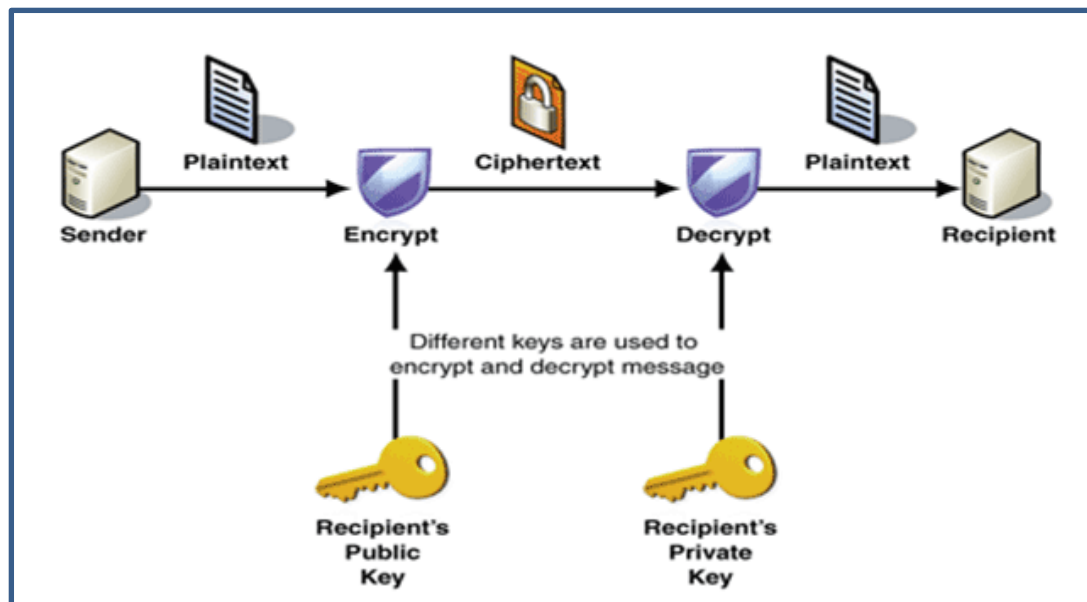 Plaintext
Ciphertext
Plaintext
Sender
Encrypt
Decrypt
Recipient
Different keys are used to
encrypt and decrypt message
Recipient's
Public
Key
Recipient's
Private
Key